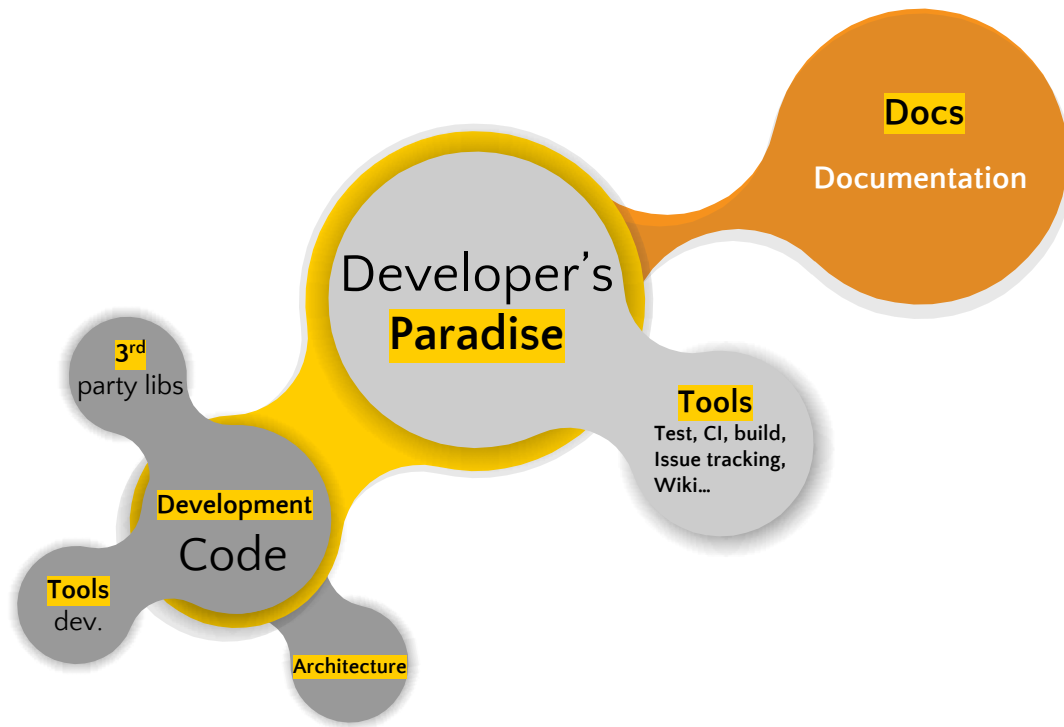 Docs
Documentation
Developer’s
Paradise
3rd
party libs
Tools
Test, CI, build,
Issue tracking,
Wiki…
Development
Code
Tools
dev.
Architecture